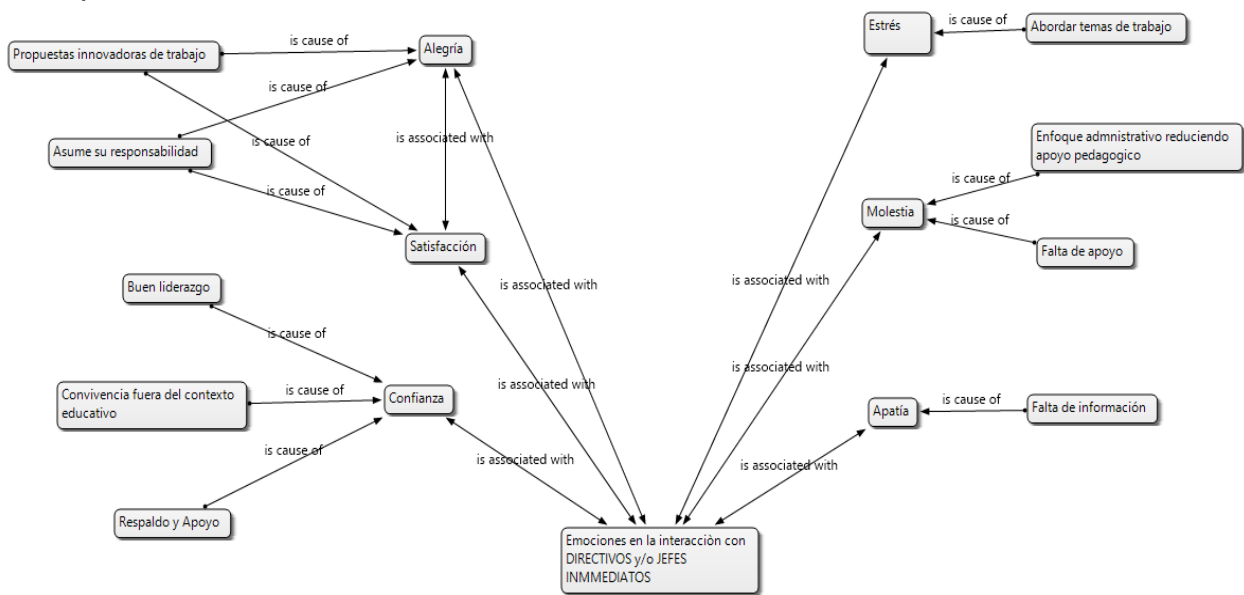 Estrés
Abordar temas de trabajo
is cause of
Propuestas innovadoras de trabajo
is cause of
Alegría
is cause of
is associated with
is cause of
Asume su responsabilidad
is cause of
Enfoque admnistrativo reduciendo
apoyo pedagogico
is cause of
Molestia
is cause of
Satisfacción
Falta de apoyo
Buen liderazgo
is associated with
is associated with
is cause of
is associated with
Convivencia fuera del contexto
educativo
is cause of
Confianza
is associated with
Apatía
is cause of
Falta de información
is cause of
is associated with
is associated with
Respaldo y Apoyo
Emociones en la interacciòn con
DIRECTIVOS y/o JEFES
INMMEDIATOS